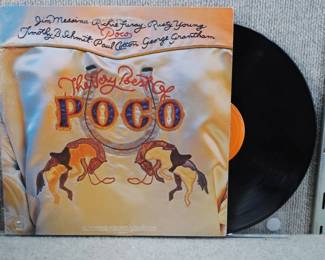 Jim Messina Richie Furay Rusty Young
Poco
Timothy B. Schmit Paul Cotton George Grantham
The Very Best Of
POCO